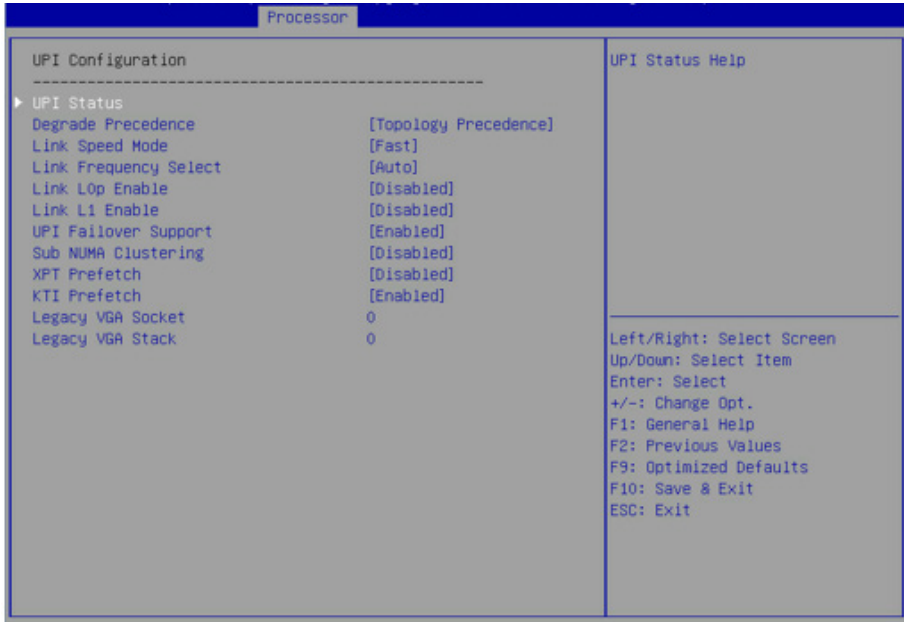 Processor
UPI Configuration
--------------------------------------------------
UPI Status
Degrade Precedence [Topology Precedence]
Link Speed Mode [Fast]
Link Frequency Select [Auto]
Link L0p Enable [Disabled]
Link L1 Enable [Disabled]
UPI Failover Support [Enabled]
Sub NUMA Clustering [Disabled]
XPT Prefetch [Disabled]
KTI Prefetch [Enabled]
Legacy VGA Socket 0
Legacy VGA Stack 0
UPI Status Help
Left/Right: Select Screen
Up/Down: Select Item
Enter: Select
+/-: Change Opt.
F1: General Help
F2: Previous Values
F9: Optimized Defaults
F10: Save & Exit
ESC: Exit